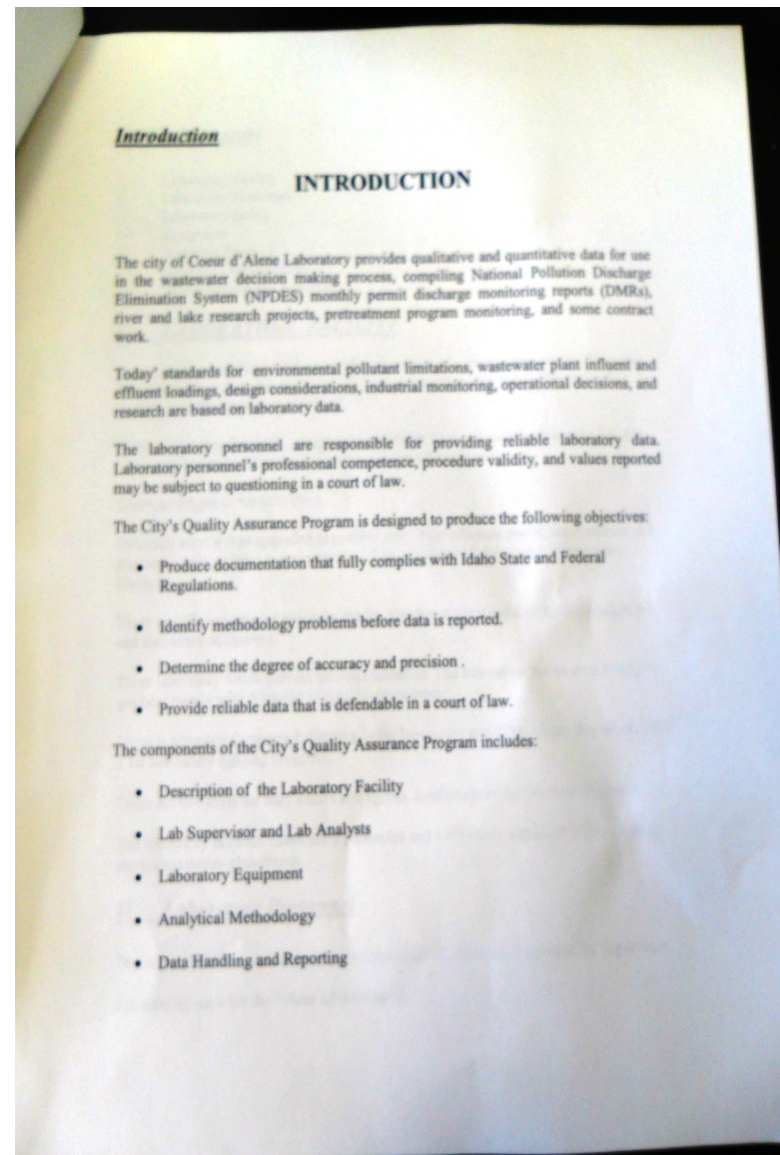 Introduction
INTRODUCTION
The city of Coeur d'Alene Laboratory provides qualitative and quantitative data for use
in the wastewater decision making process, compiling National Pollution Discharge
Elimination System (NPDES) monthly permit discharge monitoring reports (DMRs),
river and lake research projects, pretreatment program monitoring, and some contract
work.
Today' standards for environmental pollutant limitations, wastewater plant influent and
effluent loadings, design considerations, industrial monitoring, operational decisions, and
research are based on laboratory data.
The laboratory personnel are responsible for providing reliable laboratory data.
Laboratory personnel's professional competence, procedure validity, and values reported
may be subject to questioning in a court of law.
The City's Quality Assurance Program is designed to produce the following objectives:
• Produce documentation that fully complies with Idaho State and Federal
Regulations.
• Identify methodology problems before data is reported.
• Determine the degree of accuracy and precision .
• Provide reliable data that is defendable in a court of law.
The components of the City's Quality Assurance Program includes:
• Description of the Laboratory Facility
• Lab Supervisor and Lab Analysts
• Laboratory Equipment
• Analytical Methodology
• Data Handling and Reporting